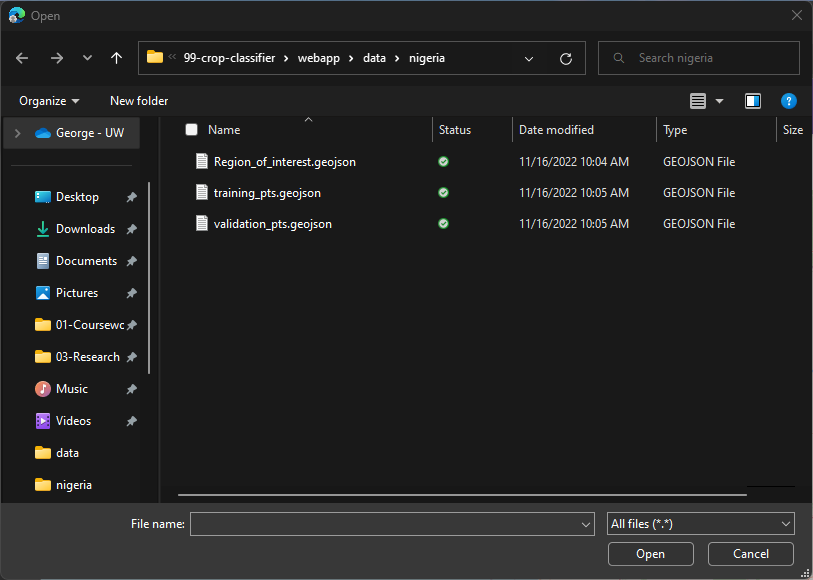 Open
99-crop-classifier > webapp > data > nigeria
Search nigeria
Organize
New folder
George - UW
Desktop
Downloads
Documents
Pictures
01-Coursewc
03-Research
Music
Videos
data
nigeria
Name Status Date modified Type Size
Region_of_interest.geojson 11/16/2022 10:04 AM GEOJSON File
training_pts.geojson 11/16/2022 10:05 AM GEOJSON File
validation_pts.geojson 11/16/2022 10:05 AM GEOJSON File
File name:
All files (*.*)
Open
Cancel